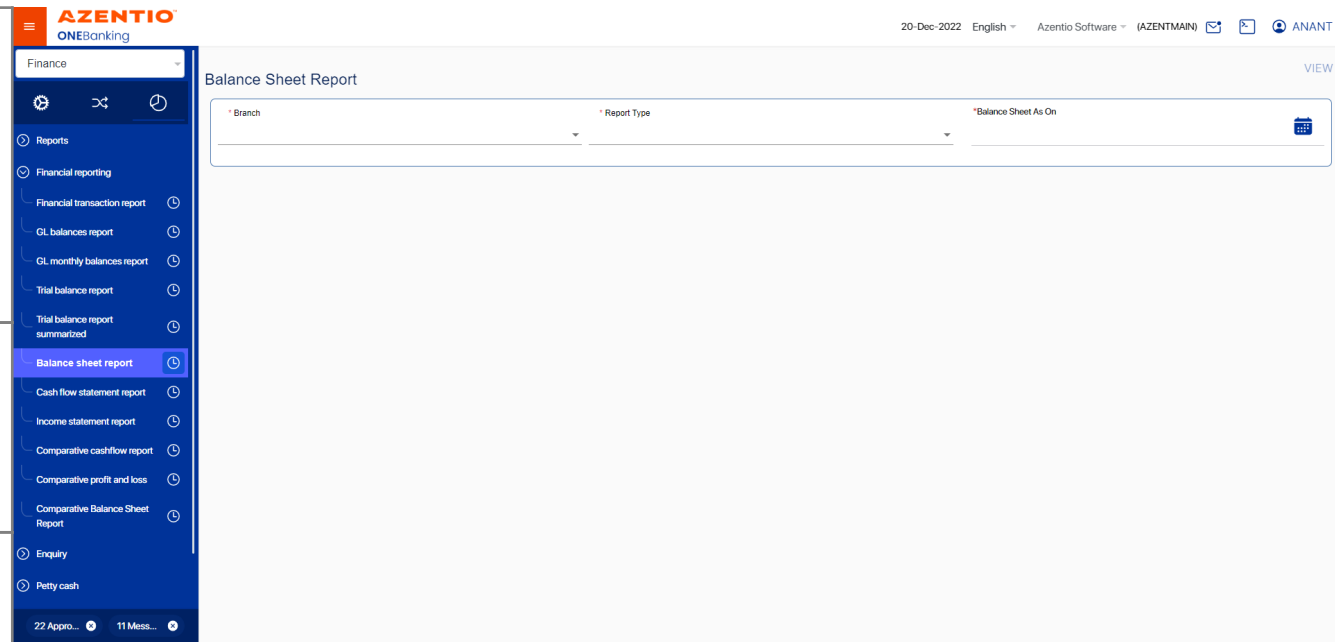 AZENTIO
ONEBanking
20-Dec-2022 English Azentio Software (AZENTMAIN) ANANT
Finance
VIEW
Balance Sheet Report
* Branch
* Report Type
*Balance Sheet As On
Reports
Financial reporting
Financial transaction report
GL balances report
GL monthly balances report
Trial balance report
Trial balance report
summarized
Balance sheet report
Cash flow statement report
Income statement report
Comparative cashflow report
Comparative profit and loss
Comparative Balance Sheet
Report
Enquiry
Petty cash
22 Appro... 11 Mess...